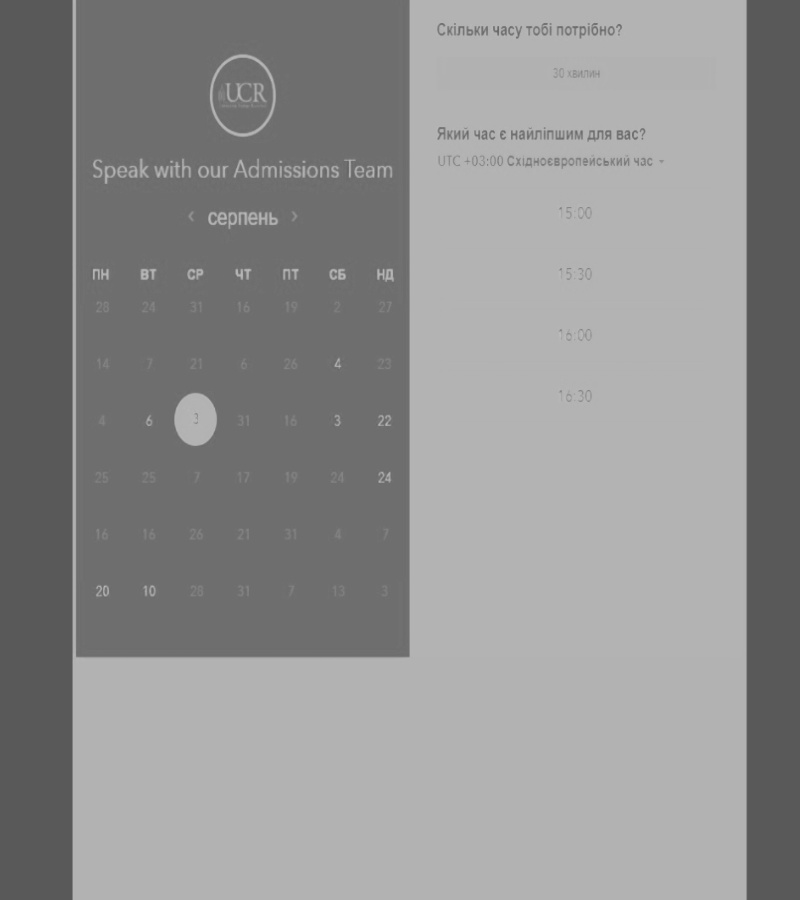 UCR
Speak with our Admissions Team
‹ серпень ›
ПН ВТ СР ЧТ ПТ СБ НД
28 24 31 16 19 2 27
14 7 21 6 26 4 23
4 6 3 31 16 3 22
25 25 7 17 19 24 24
16 16 26 21 31 4 7
20 10 28 31 7 13 3
Скільки часу тобі потрібно?
30 хвилин
Який час є найліпшим для вас?
UTC +03:00 Східноєвропейський час
15:00
15:30
16:00
16:30